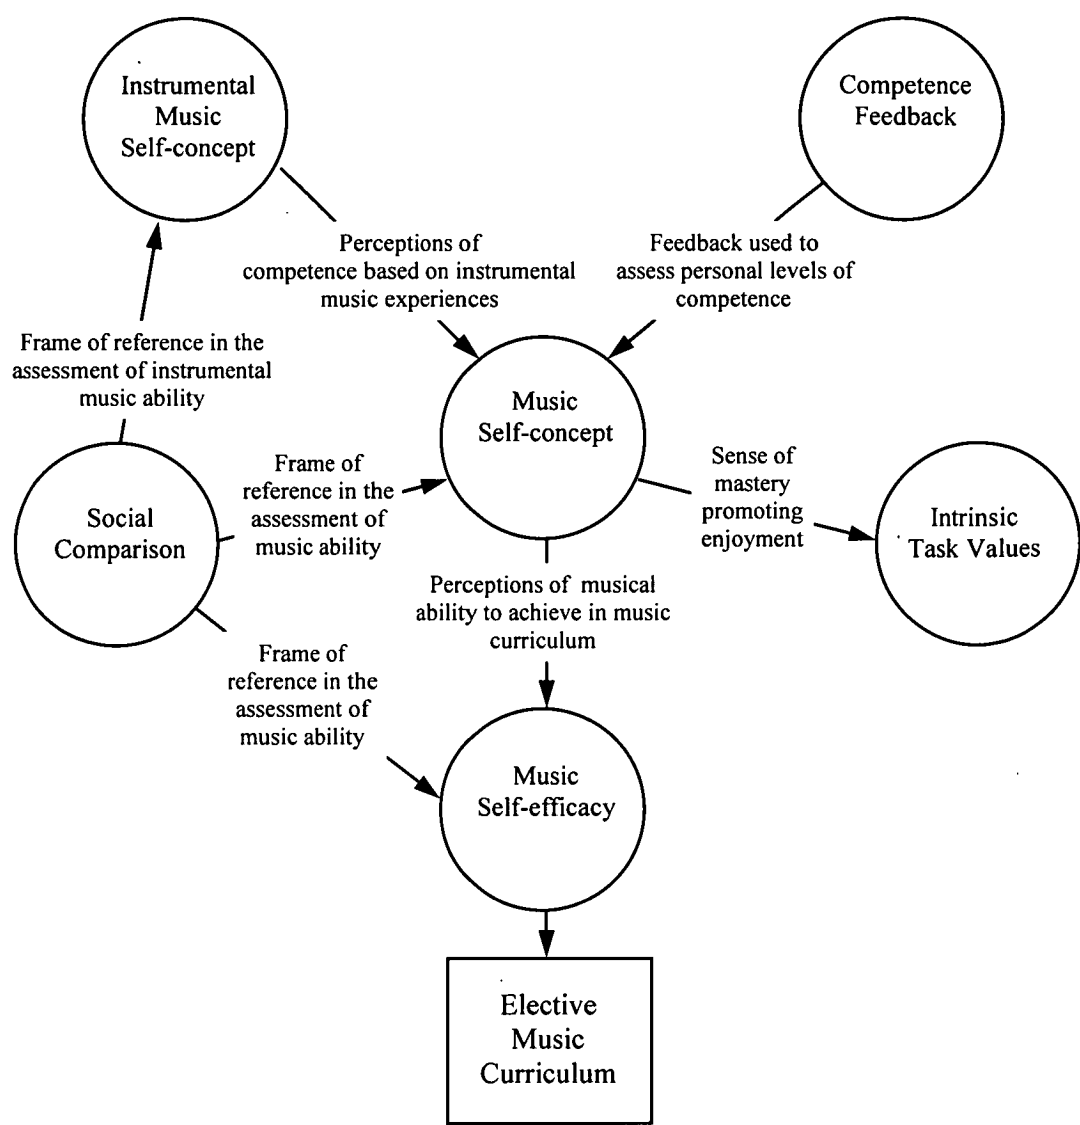 Instrumental
Music
Self-concept
Competence
Feedback
Perceptions of
competence based on instrumental
music experiences
Feedback used to
assess personal levels of
competence
Frame of reference in the
assessment of instrumental
music ability
Music
Self-concept
Social
Comparison
Frame of
reference in the
assessment of
music ability
Sense of
mastery
promoting
enjoyment
Intrinsic
Task Values
Perceptions of musical
ability to achieve in music
curriculum
Frame of
reference in the
assessment of
music ability
Music
Self-efficacy
Elective
Music
Curriculum